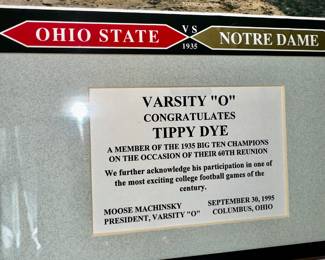 OHIO STATE VS 1935 NOTRE DAME
VARSITY "O"
CONGRATULATES
TIPPY DYE
A MEMBER OF THE 1935 BIG TEN CHAMPIONS
ON THE OCCASION OF THEIR 60TH REUNION
We further acknowledge his participation in one of
the most exciting college football games of the
century.
MOOSE MACHINSKY SEPTEMBER 30, 1995
PRESIDENT, VARSITY "O" COLUMBUS, OHIO